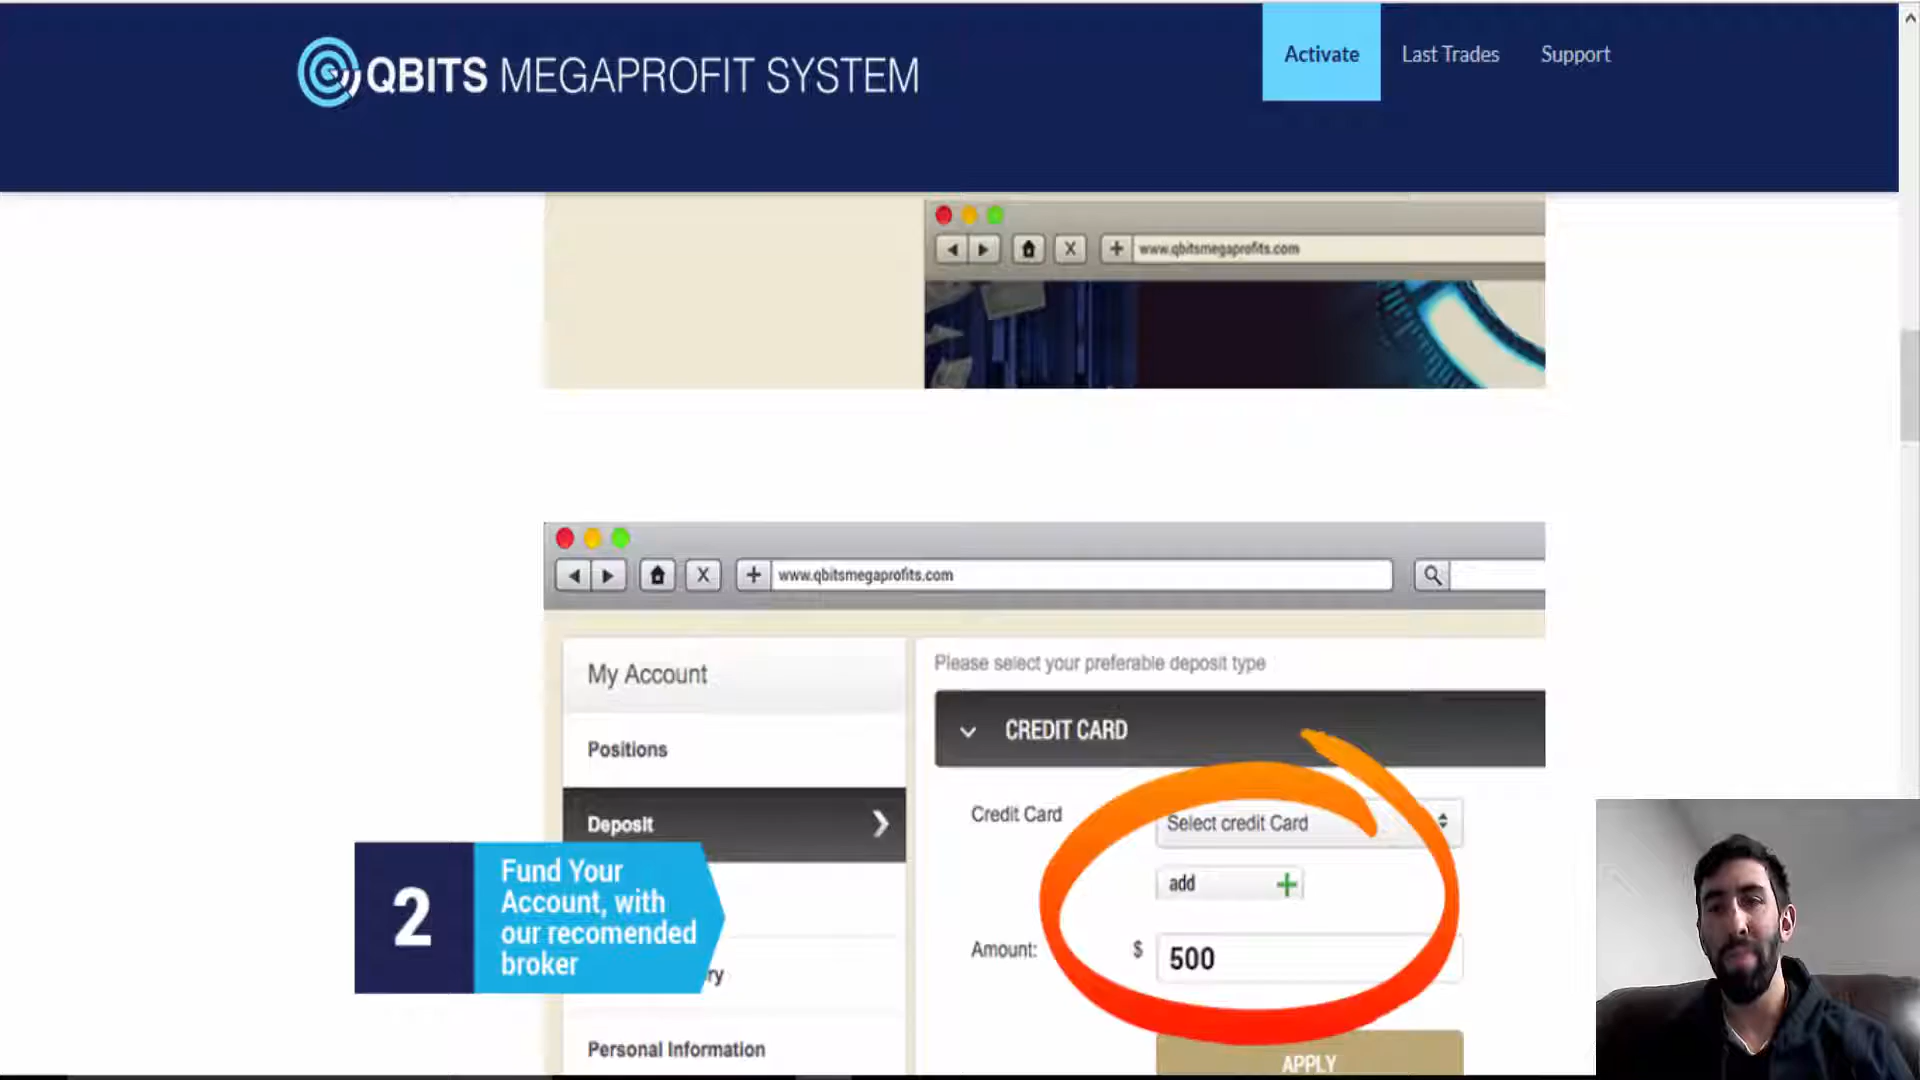 QBITS MEGAPROFIT SYSTEM
Activate
Last Trades
Support
X
www.qbitsmegaprofits.com
X
www.qbitsmegaprofits.com
My Account
Positions
Deposit
Personal Information
2
Fund Your
Account, with
our recomended
broker
ry
Please select your preferable deposit type
CREDIT CARD
Credit Card
Select credit Card
add
Amount:
$
500
APPLY